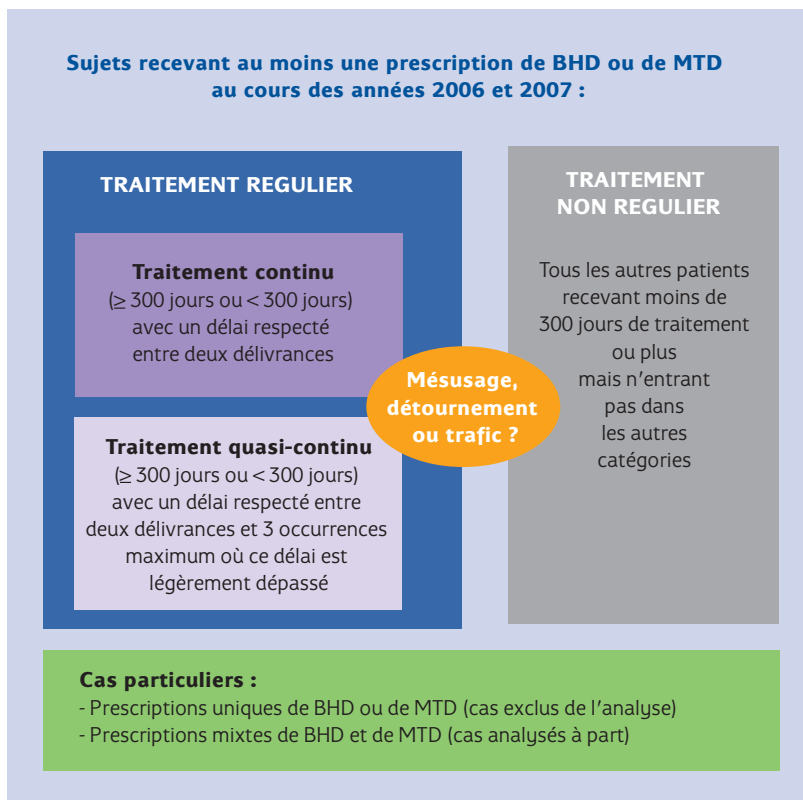 Sujets recevant au moins une prescription de BHD ou de MTD
au cours des années 2006 et 2007 :
TRAITEMENT REGULIER
Traitement continu
(≥ 300 jours ou < 300 jours)
avec un délai respecté
entre deux délivrances
Traitement quasi-continu
(≥ 300 jours ou < 300 jours)
avec un délai respecté entre
deux délivrances et 3 occurrences
maximum où ce délai est
légèrement dépassé
Mésusage,
détournement
ou trafic ?
TRAITEMENT
NON REGULIER
Tous les autres patients
recevant moins de
300 jours de traitement
ou plus
mais n'entrant
pas dans
les autres
catégories
Cas particuliers :
- Prescriptions uniques de BHD ou de MTD (cas exclus de l'analyse)
- Prescriptions mixtes de BHD et de MTD (cas analysés à part)